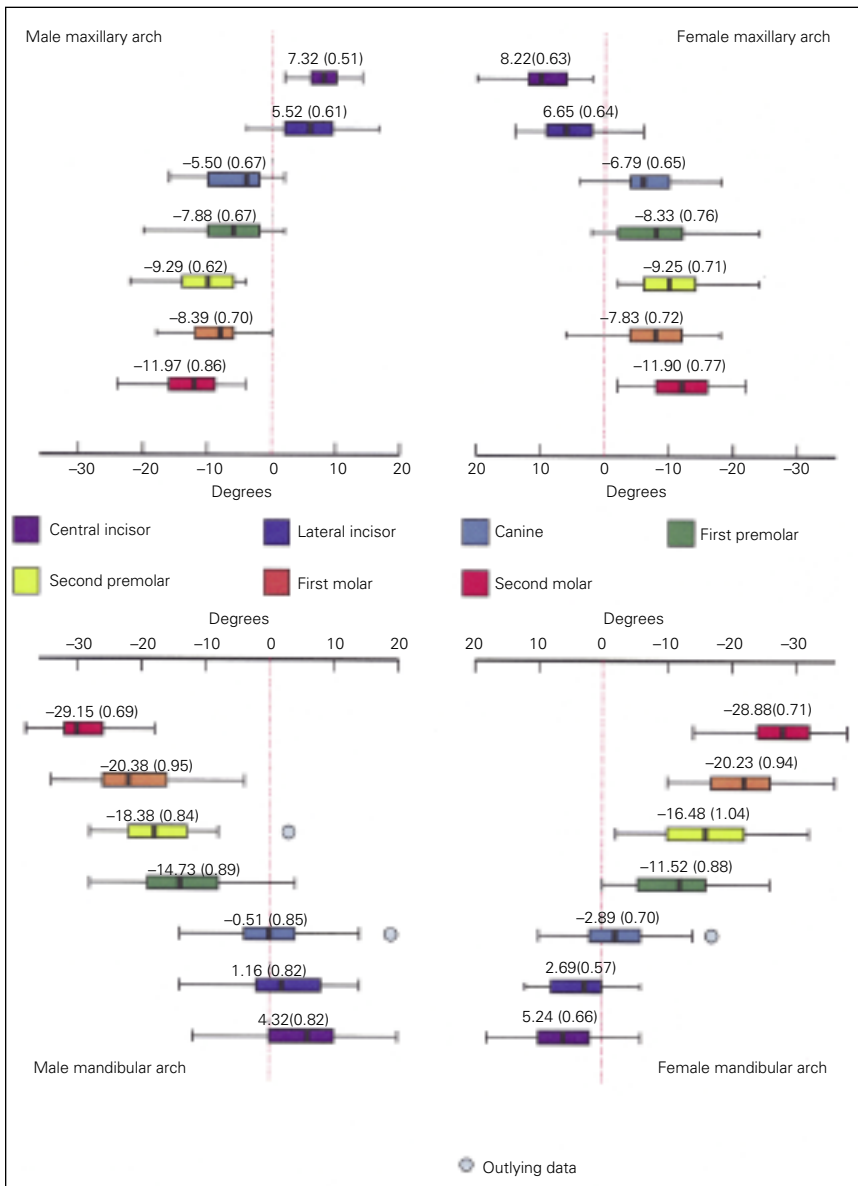 Male maxillary arch Female maxillary arch
7.32 (0.51) 8.22(0.63)
5.52 (0.61) 6.65 (0.64)
–5.50 (0.67) –6.79 (0.65)
–7.88 (0.67) –8.33 (0.76)
–9.29 (0.62) –9.25 (0.71)
–8.39 (0.70) –7.83 (0.72)
–11.97 (0.86) –11.90 (0.77)
–30 –20 –10 0 10 20 20 10 0 –10 –20 –30
Degrees Degrees
Central incisor Lateral incisor Canine First premolar
Second premolar First molar Second molar
Degrees Degrees
–30 –20 –10 0 10 20 20 10 0 –10 –20 –30
–29.15 (0.69) –28.88(0.71)
–20.38 (0.95) –20.23 (0.94)
–18.38 (0.84) –16.48 (1.04)
–14.73 (0.89) –11.52 (0.88)
–0.51 (0.85) –2.89 (0.70)
1.16 (0.82) 2.69(0.57)
4.32(0.82) 5.24 (0.66)
Male mandibular arch Female mandibular arch
Outlying data